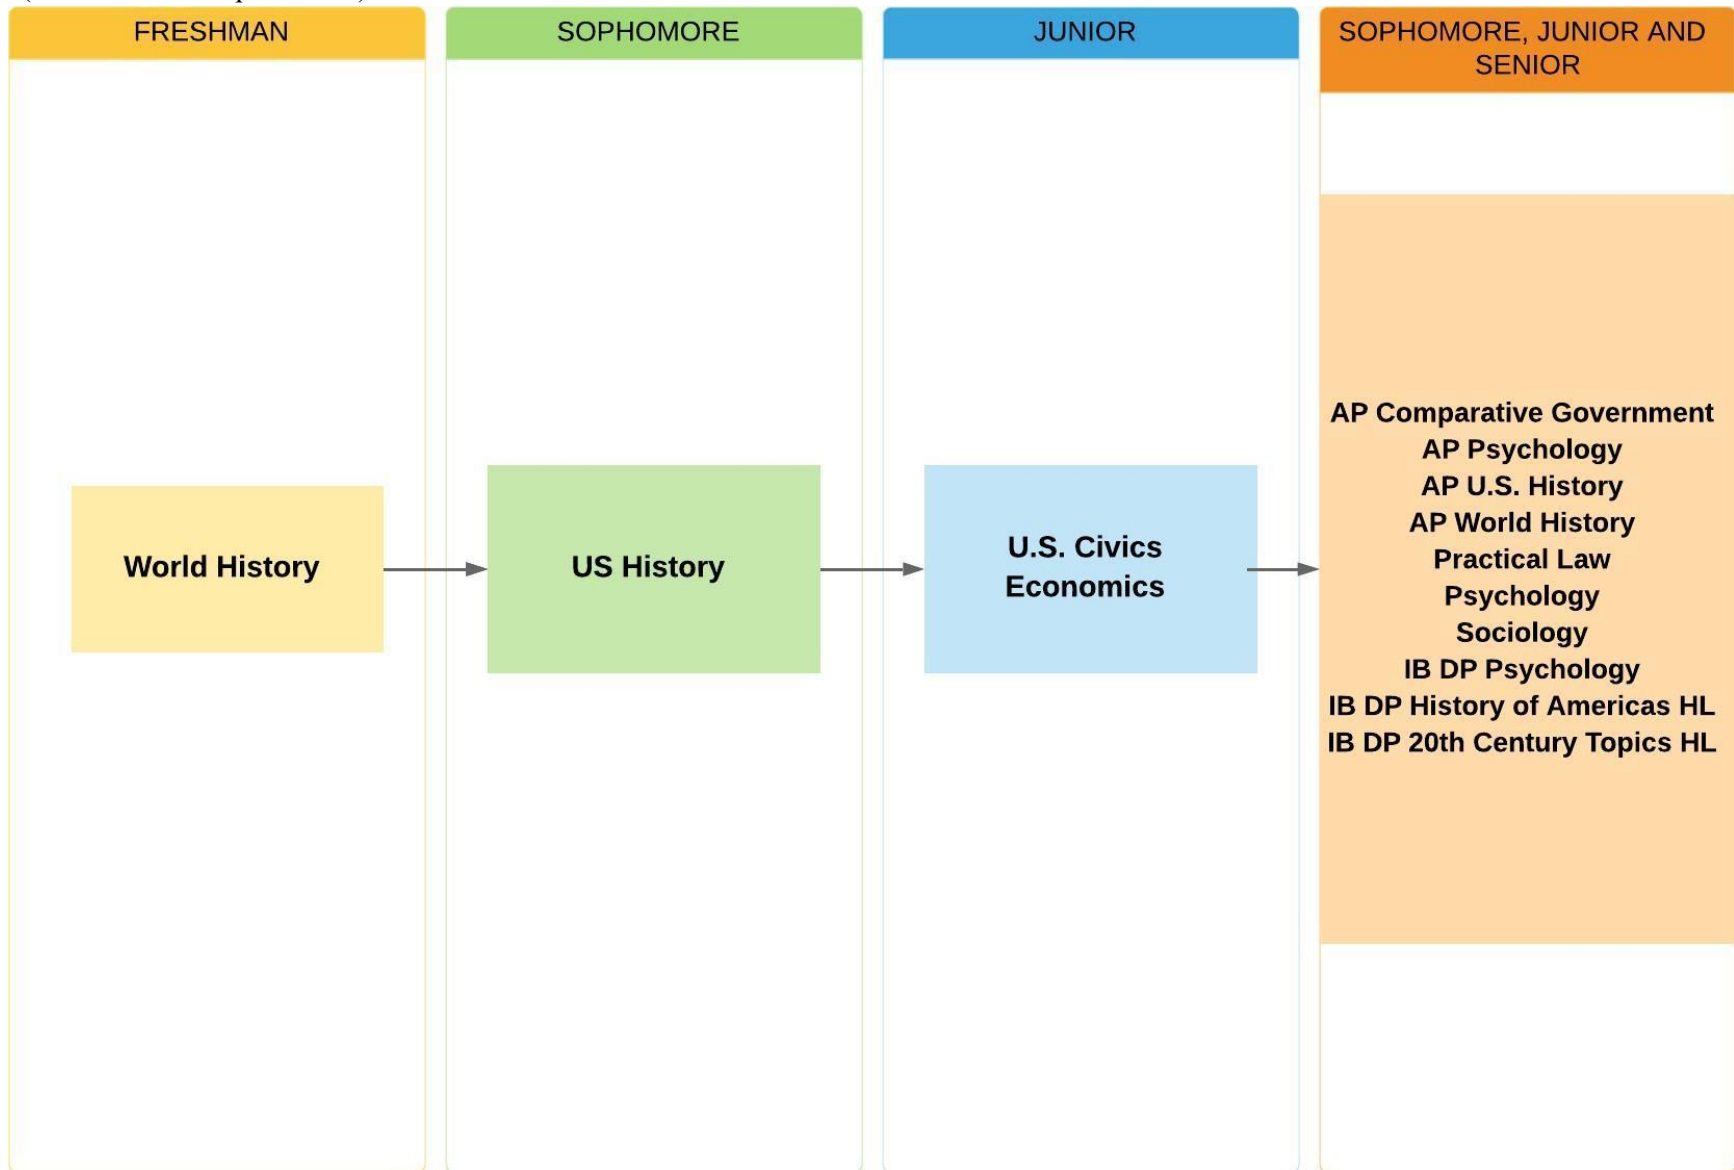 FRESHMAN
SOPHOMORE
JUNIOR
SOPHOMORE, JUNIOR AND
SENIOR
World History
US History
U.S. Civics
Economics
AP Comparative Government
AP Psychology
AP U.S. History
AP World History
Practical Law
Psychology
Sociology
IB DP Psychology
IB DP History of Americas HL
IB DP 20th Century Topics HL